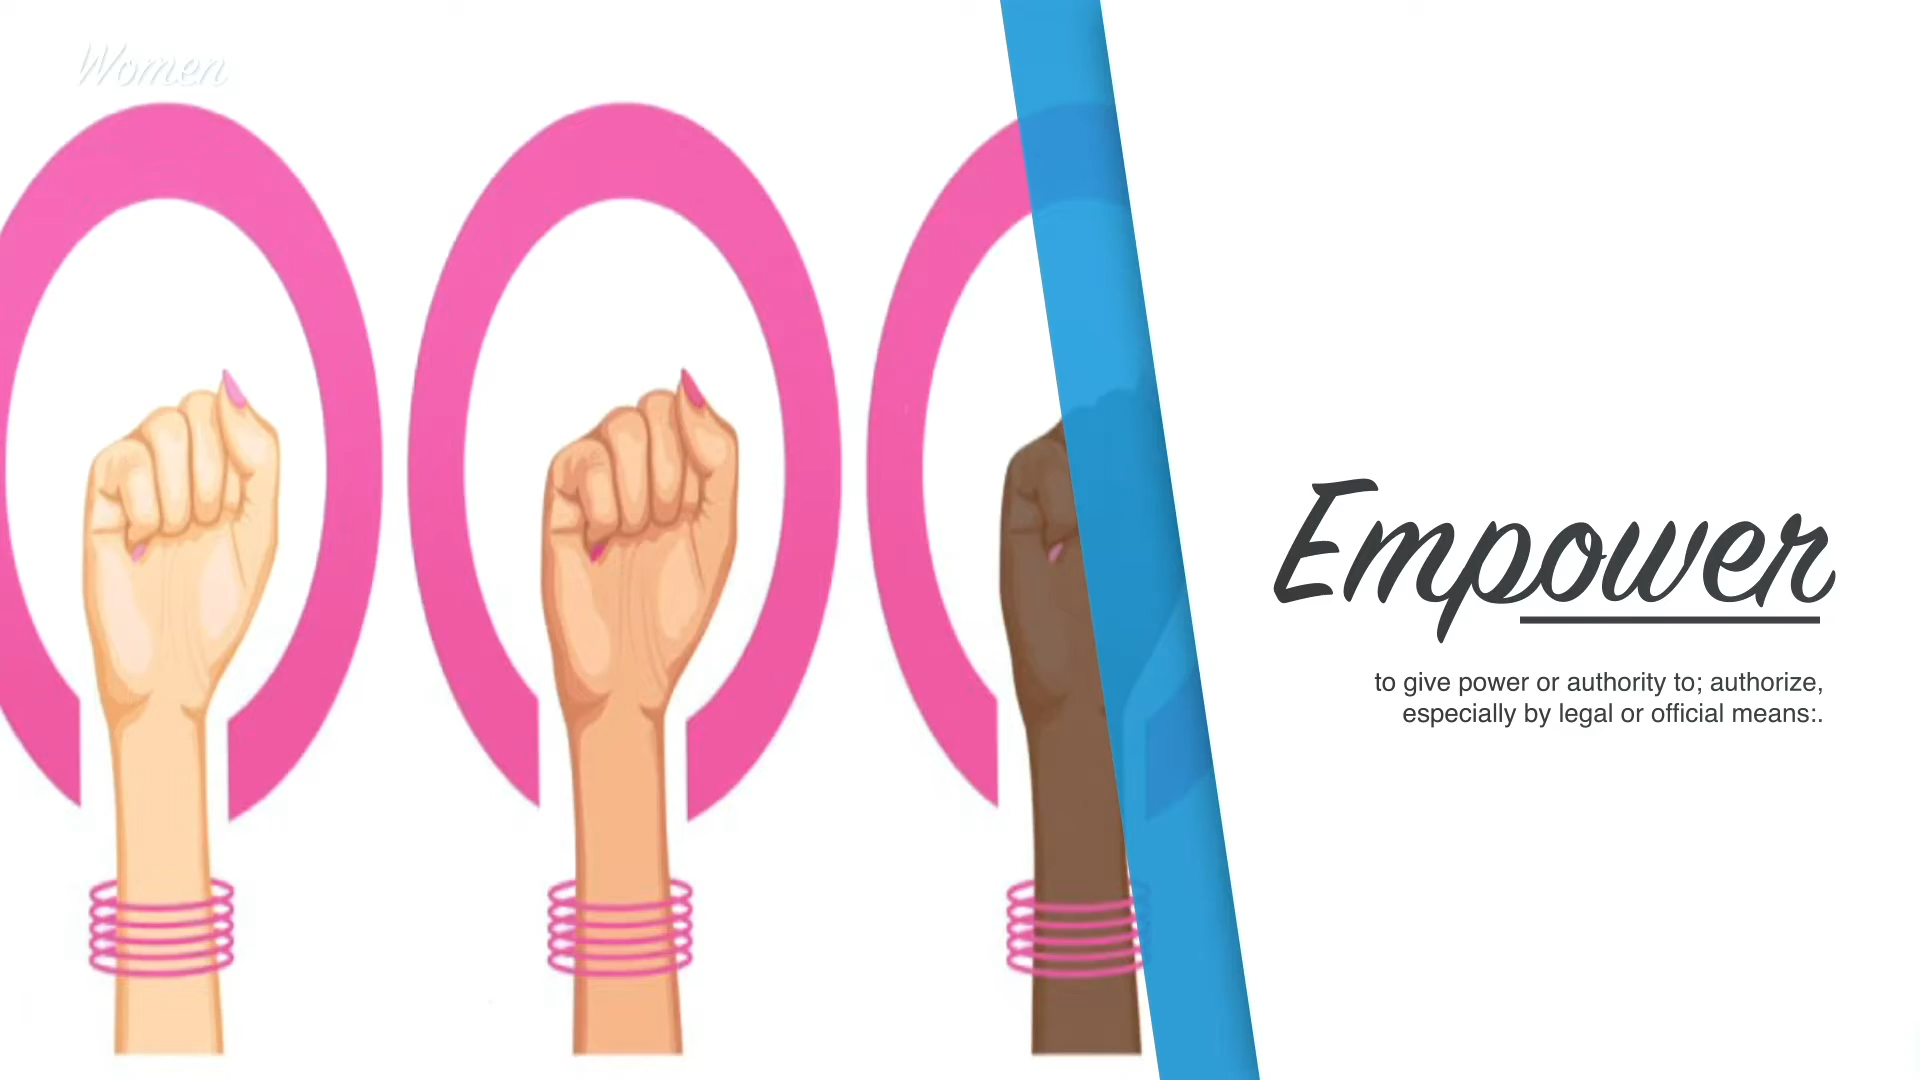 Women
Empower
to give power or authority to; authorize,
especially by legal or official means:.